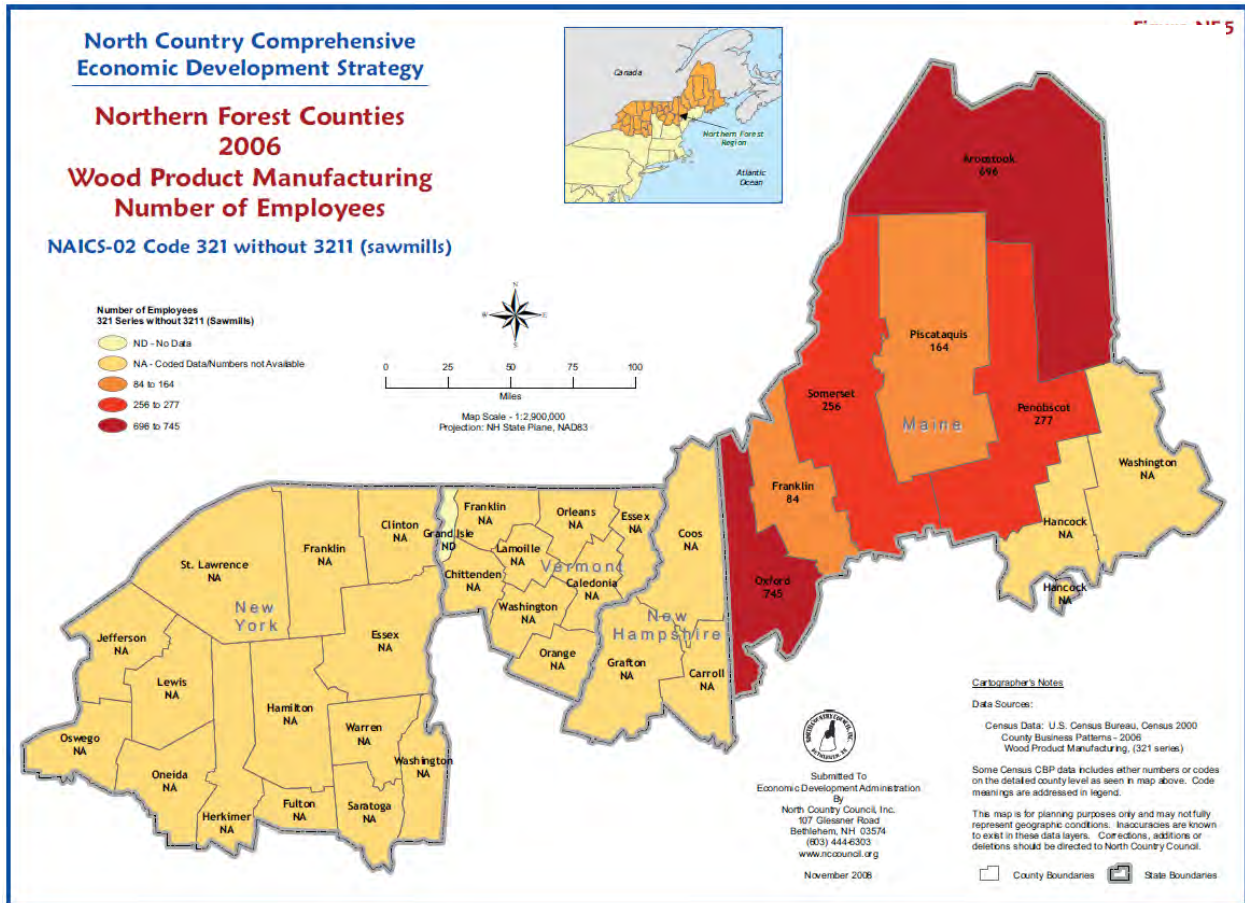 Figure NF5
North Country Comprehensive
Economic Development Strategy
Northern Forest Counties
2006
Wood Product Manufacturing
Number of Employees
NAICS-02 Code 321 without 3211 (sawmills)
Canada
Northern Forest
Region
Atlantic
Ocean
Number of Employees
321 Series without 3211 (Sawmills)
ND - No Data
NA - Coded Data/Numbers not Available
84 to 164
256 to 277
696 to 745
N
W
E
S
0 25 50 75 100
Miles
Map Scale - 1:2,900,000
Projection: NH State Plane, NAD83
Aroostook
696
Piscataquis
164
Somerset
256
Maine
Penobscot
277
Washington
NA
Franklin
84
Hancock
NA
Hancock
NA
Oxford
745
Coos
NA
New
Hampshire
Grafton
NA
Carroll
NA
Grand Isle
ND
Franklin
NA
Orleans
NA
Essex
NA
Lamoille
NA
Vermont
Chittenden
NA
Caledonia
NA
Washington
NA
Orange
NA
Clinton
NA
Franklin
NA
St. Lawrence
NA
New
York
Essex
NA
Jefferson
NA
Lewis
NA
Hamilton
NA
Warren
NA
Washington
NA
Oswego
NA
Oneida
NA
Herkimer
NA
Fulton
NA
Saratoga
NA
Submitted To
Economic Development Administration
By
North Country Council, Inc.
107 Glessner Road
Bethlehem, NH 03574
(603) 444-6303
www.nccouncil.org
November 2008
Cartographer's Notes
Data Sources:
Census Data: U.S. Census Bureau, Census 2000
County Business Patterns - 2006
Wood Product Manufacturing, (321 series)
Some Census CBP data includes either numbers or codes
on the detailed county level as seen in map above. Code
meanings are addressed in legend.
This map is for planning purposes only and may not fully
represent geographic conditions. Inaccuracies are known
to exist in these data layers. Corrections, additions or
deletions should be directed to North Country Council.
County Boundaries
State Boundaries